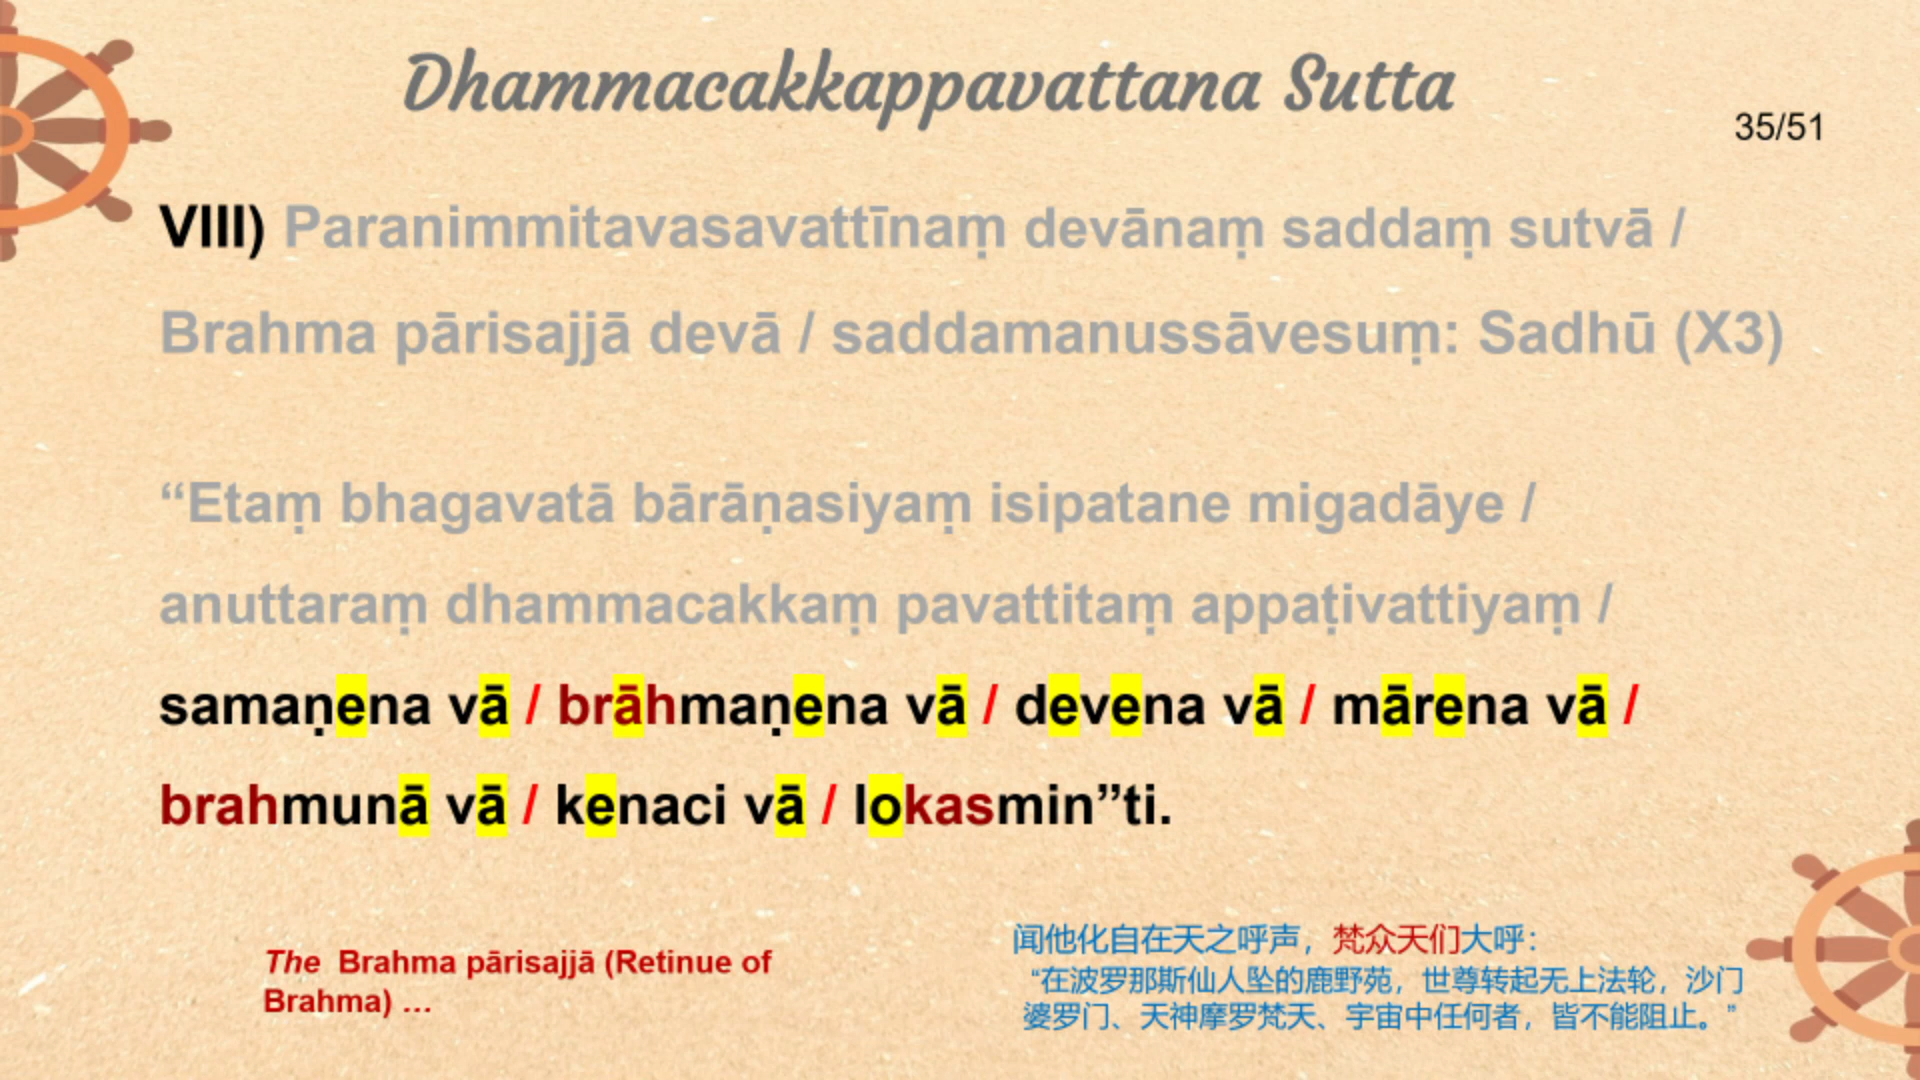 Dhammacakkappavattana Sutta
35/51
VIII) Paranimmitavasavattīnaṃ devānaṃ saddaṃ sutvā /
Brahma pārisajjā devā / saddamanussāvesuṃ: Sadhū (X3)
“Etaṃ bhagavatā bārāṇasiyaṃ isipatane migadāye /
anuttaraṃ dhammacakkaṃ pavattitaṃ appaṭivattiyaṃ /
samaṇena vā / brāhmaṇena vā / devena vā / mārena vā /
brahmunā vā / kenaci vā / lokasmin”ti.
The Brahma pārisajjā (Retinue of
Brahma) ...
闻他化自在天之呼声，梵众天们大呼：
“在波罗那斯仙人坠的鹿野苑，世尊转起无上法轮，沙门
婆罗门、天神摩罗梵天、宇宙中任何者，皆不能阻止。”